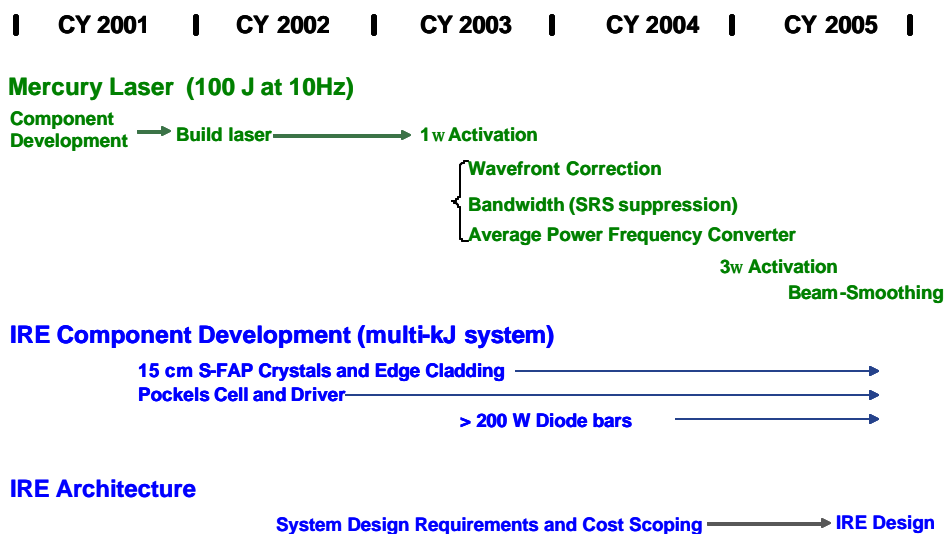 CY 2001 CY 2002 CY 2003 CY 2004 CY 2005
Mercury Laser (100 J at 10Hz)
Component
Development
Build laser
1w Activation
Wavefront Correction
Bandwidth (SRS suppression)
Average Power Frequency Converter
3w Activation
Beam-Smoothing
IRE Component Development (multi-kJ system)
15 cm S-FAP Crystals and Edge Cladding
Pockels Cell and Driver
> 200 W Diode bars
IRE Architecture
System Design Requirements and Cost Scoping IRE Design